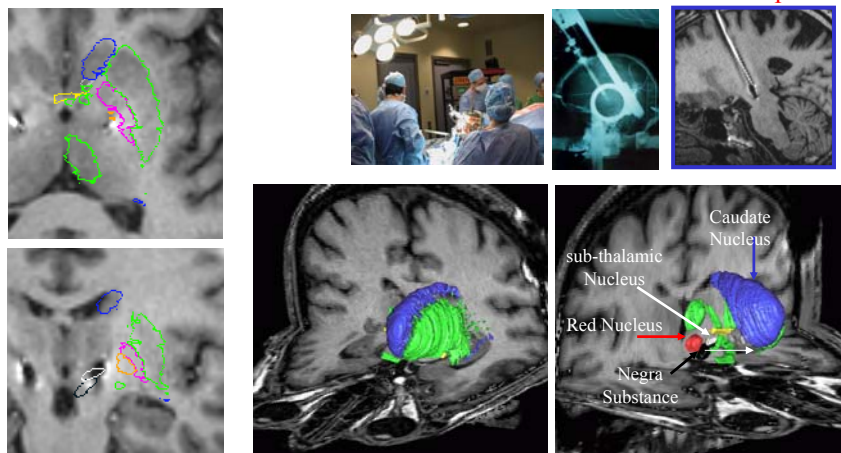 Caudate
Nucleus
sub-thalamic
Nucleus
Red Nucleus
Negra
Substance